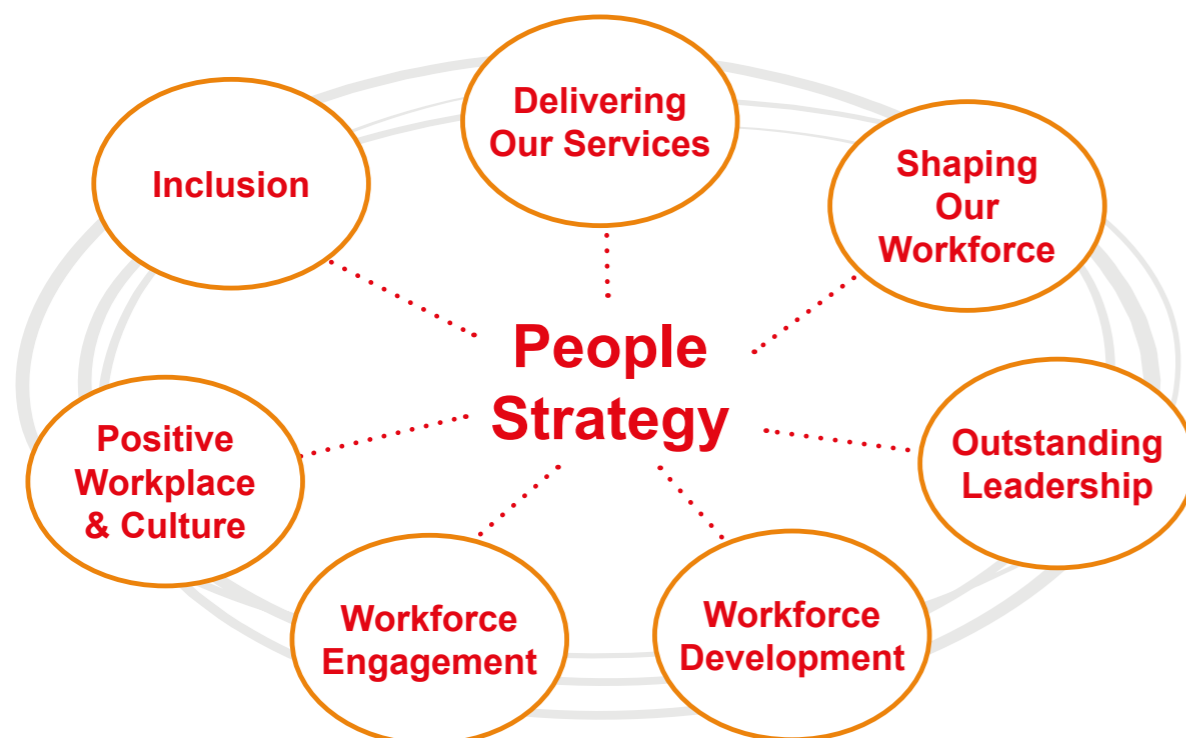 Delivering
Our Services
Inclusion
Shaping
Our
Workforce
People
Strategy
Positive
Workplace
& Culture
Outstanding
Leadership
Workforce
Engagement
Workforce
Development